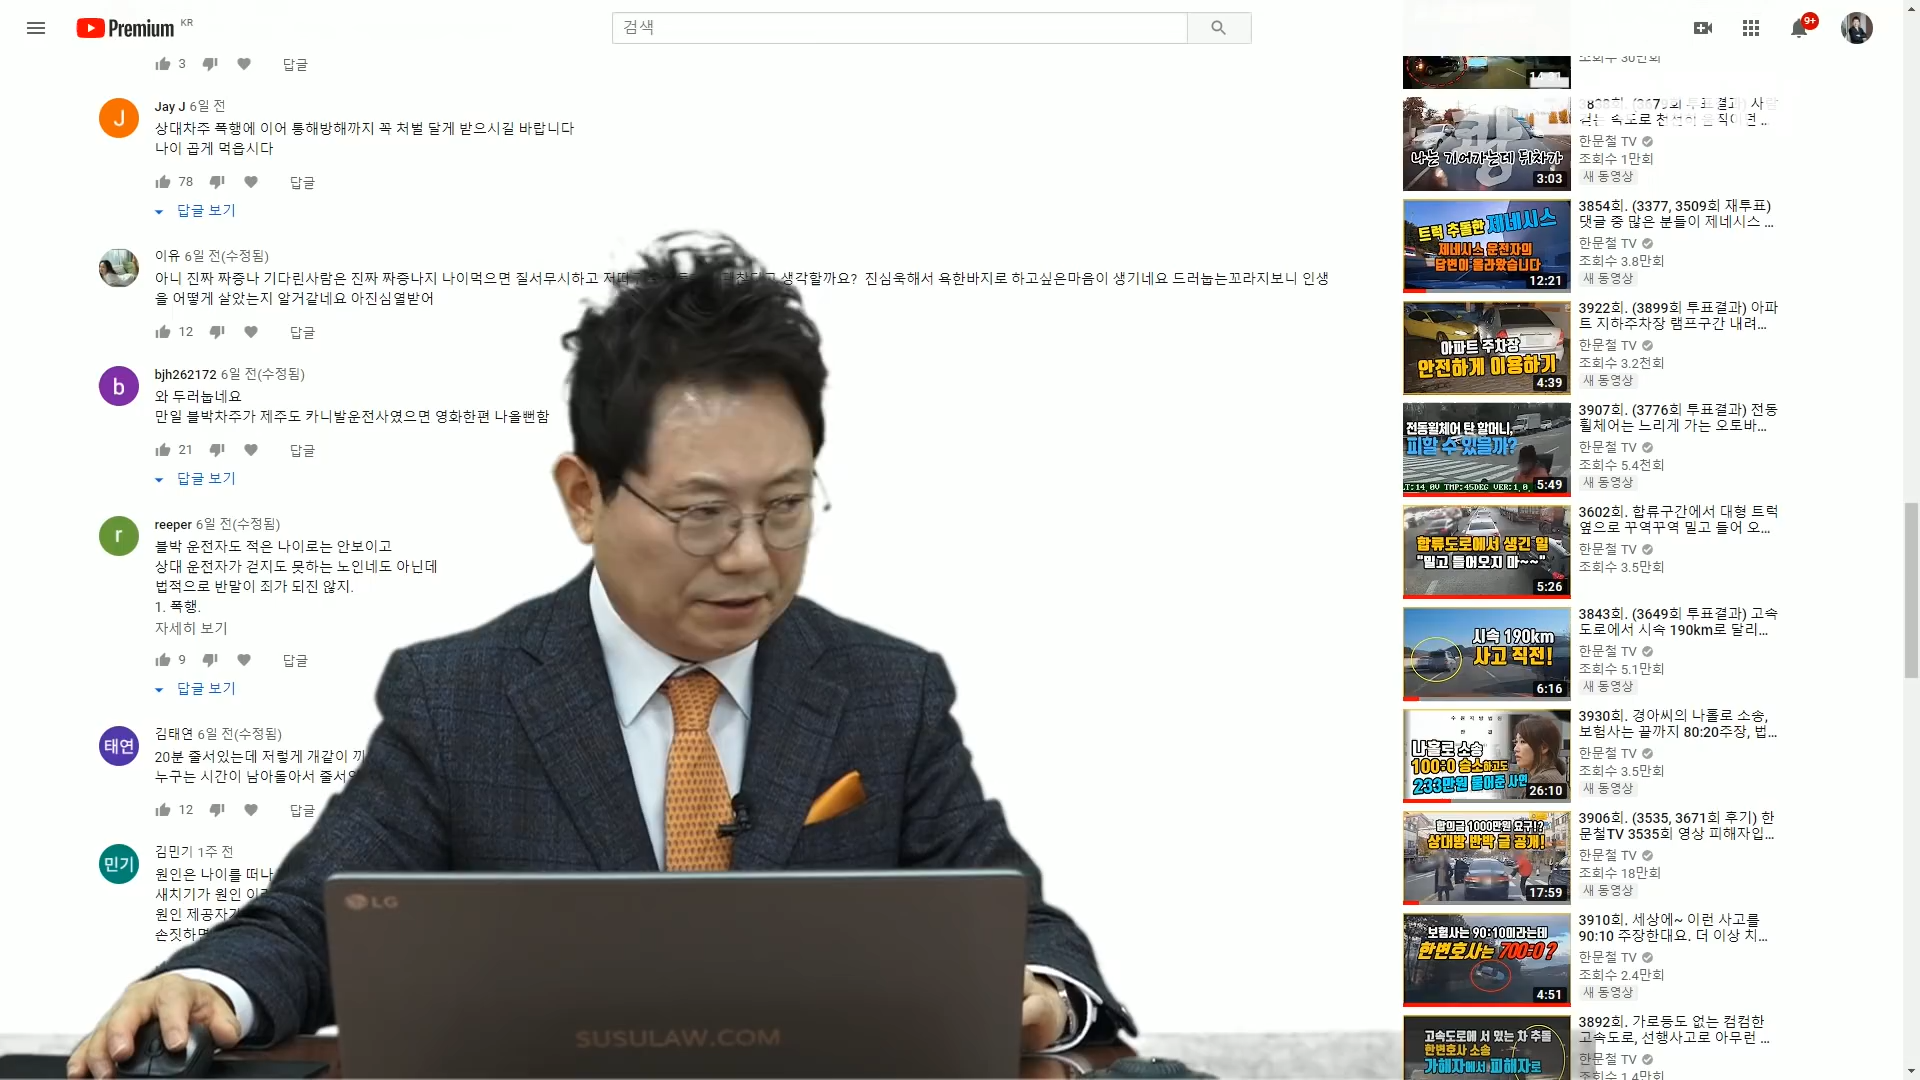 Premium KR
검색
9+
3
답글
Jay J 6일 전
상대차주 폭행에 이어 통해방해까지 꼭 처벌 달게 받으시길 바랍니다
나이 곱게 먹읍시다
78
답글
답글 보기
이유 6일 전(수정됨)
아니 진짜 짜증나 기다린사람은 진짜 짜증나지 나이먹으면 질서무시하고 생각할까요? 진심욱해서 욕한바지로 하고싶은마음이 생기네요 드러눕는꼬라지보니 인생
을 어떻게 살았는지 알거같네요 아진심열받어
12
답글
bjh262172 6일 전(수정됨)
와 두러눕네요
만일 블박차주가 제주도 카니발운전사였으면 영화한편 나올뻔함
21
답글
답글 보기
reeper 6일 전(수정됨)
블박 운전자도 적은 나이로는 안보이고
상대 운전자가 걷지도 못하는 노인네도 아닌데
법적으로 반말이 죄가 되진 않지.
1. 폭행.
자세히 보기
9
답글
답글 보기
태연
김태연 6일 전(수정됨)
20분 줄서있는데 저렇게 개같이
누구는 시간이 남아돌아서
12
답글
민기
김민기 1주 전
원인은 나이를 떠나
새치기가 원인
원인
손짓하면
LG
SUSULAW.COM
조회수 30만회
3838회. (3679회 투표결과) 사람
나는 기어가는데 뒤차가
쾅
3:03
한문철 TV
조회수 1만회
새 동영상
트럭 추돌한 제네시스
제네시스 운전자의
답변이 올라왔습니다
12:21
3854회. (3377, 3509회 재투표)
댓글 중 많은 분들이 제네시스 ...
한문철 TV
조회수 3.8만회
새 동영상
아파트 주차장
안전하게 이용하기
4:39
3922회. (3899회 투표결과) 아파
트 지하주차장 램프구간 내려...
한문철 TV
조회수 3.2천회
새 동영상
전동휠체어 탄 할머니,
피할 수 있을까?
5:49
3907회. (3776회 투표결과) 전동
휠체어는 느리게 가는 오토바...
한문철 TV
조회수 5.4천회
새 동영상
합류도로에서 생긴 일
"밀고 들어오지 마~~"
5:26
3602회. 합류구간에서 대형 트럭
옆으로 꾸역꾸역 밀고 들어 오...
한문철 TV
조회수 3.5만회
시속 190km
사고 직전!
6:16
3843회. (3649회 투표결과) 고속
도로에서 시속 190km로 달리...
한문철 TV
조회수 5.1만회
새 동영상
나홀로 소송
100:0 승소하고도
233만원 물어준 사연
26:10
3930회. 경아씨의 나홀로 소송,
보험사는 끝까지 80:20주장, 법...
한문철 TV
조회수 3.5만회
새 동영상
합의금 1000만원 요구!?
상대방 반박 글 공개!
17:59
3906회. (3535, 3671회 후기) 한
문철TV 3535회 영상 피해자입...
한문철 TV
조회수 18만회
새 동영상
보험사는 90:10이라는데
한변호사는 700:0?
4:51
3910회. 세상에~ 이런 사고를
90:10 주장한대요. 더 이상 치...
한문철 TV
조회수 2.4만회
새 동영상
고속도로에 서 있는 차 추돌
한변호사 소송
가해자에서 피해자로
3892회. 가로등도 없는 컴컴한
고속도로, 선행사고로 아무런 ...
한문철 TV
조회수 1.4만회